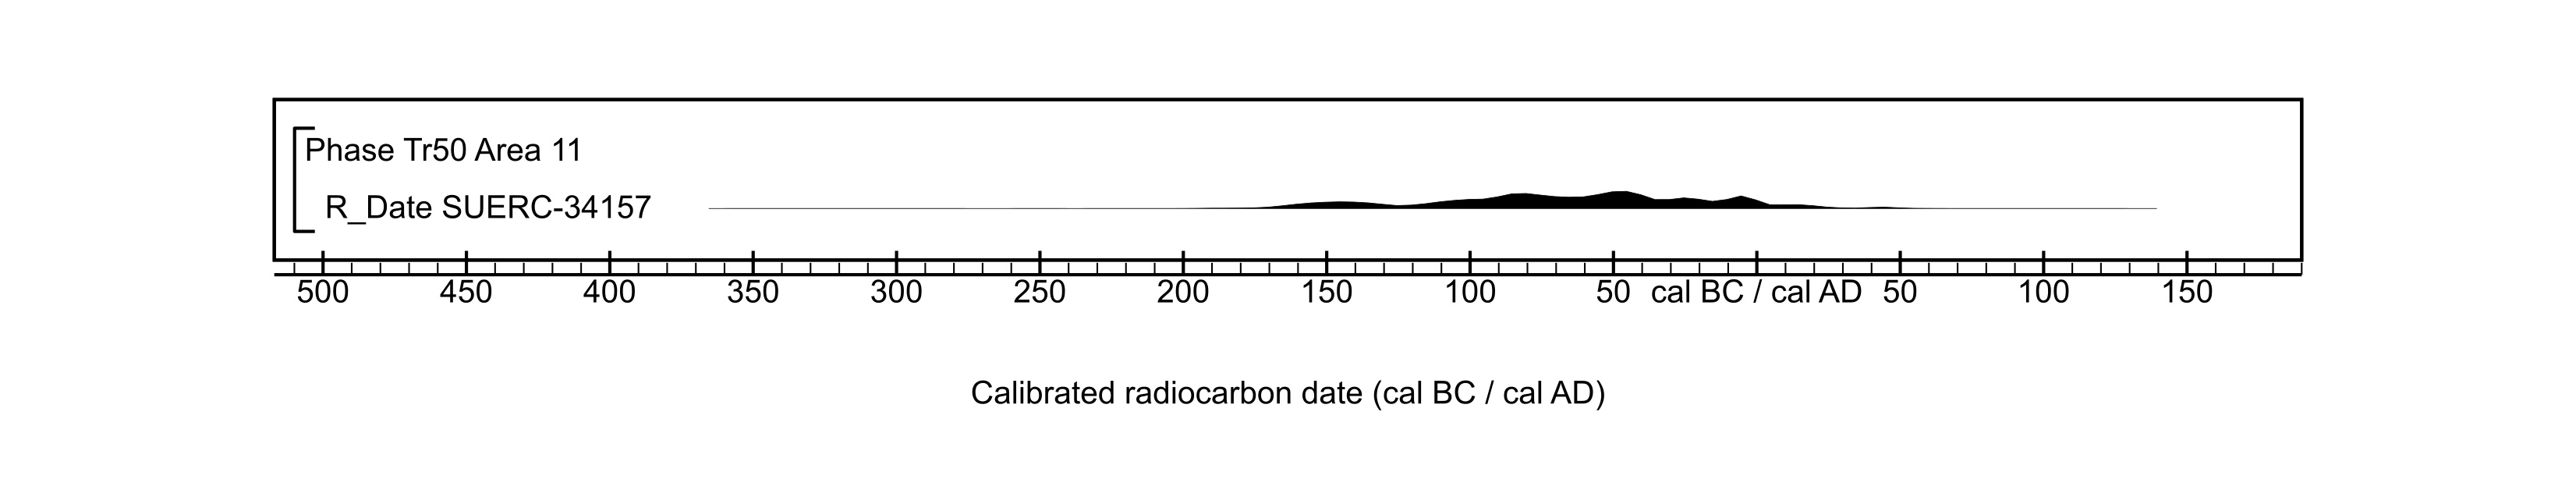 Phase Tr50 Area 11
R_Date SUERC-34157
500 450 400 350 300 250 200 150 100 50 cal BC / cal AD 50 100 150
Calibrated radiocarbon date (cal BC / cal AD)